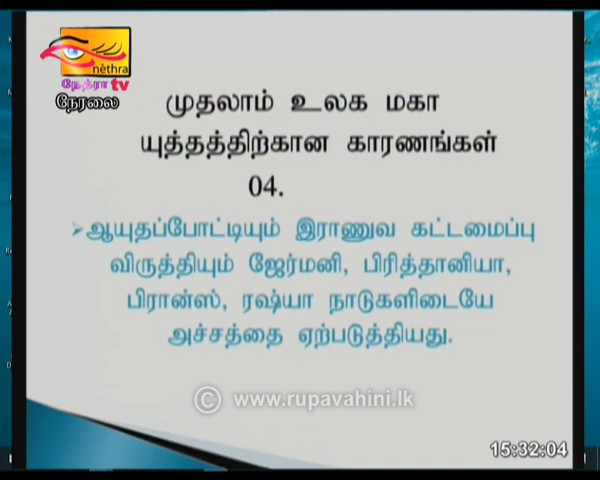 nethra
நேத்ரா tv
நேரலை
முதலாம் உலக மகா
யுத்தத்திற்கான காரணங்கள்
04.
ஆயுதப்போட்டியும் இராணுவ கட்டமைப்பு
விருத்தியும் ஜேர்மனி, பிரித்தானியா,
பிரான்ஸ், ரஷ்யா நாடுகளிடையே
அச்சத்தை ஏற்படுத்தியது.
© www.rupavahini.lk
15:32:04